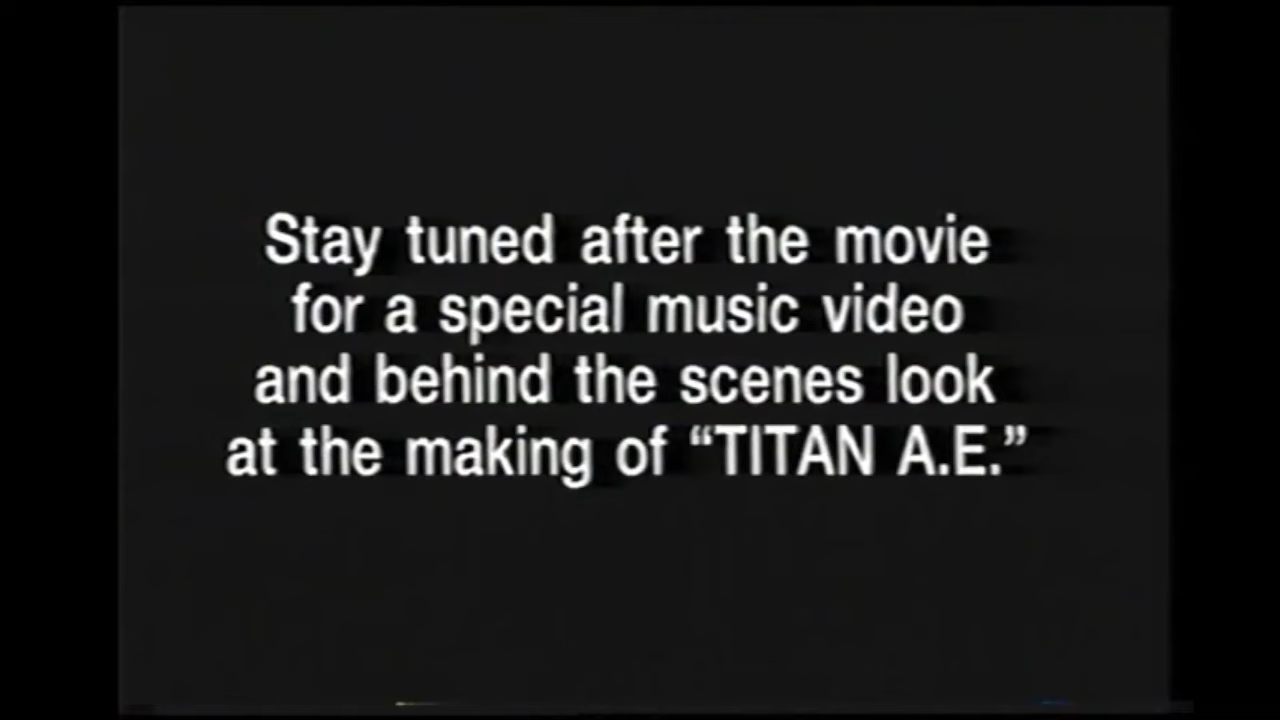 Stay tuned after the movie
for a special music video
and behind the scenes look
at the making of “TITAN A.E.”